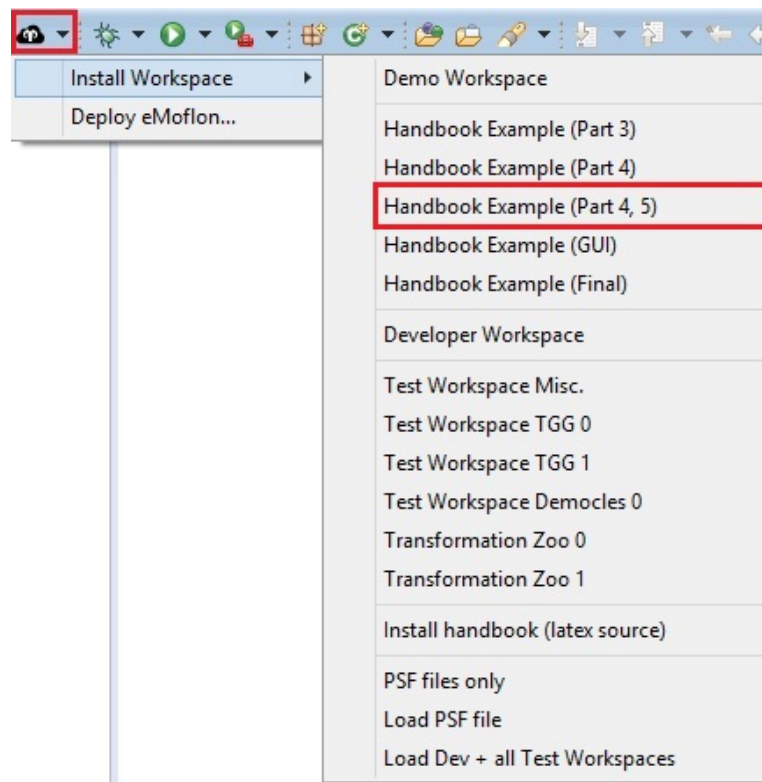 Install Workspace
Deploy eMoflon...
Demo Workspace
Handbook Example (Part 3)
Handbook Example (Part 4)
Handbook Example (Part 4, 5)
Handbook Example (GUI)
Handbook Example (Final)
Developer Workspace
Test Workspace Misc.
Test Workspace TGG 0
Test Workspace TGG 1
Test Workspace Democles 0
Transformation Zoo 0
Transformation Zoo 1
Install handbook (latex source)
PSF files only
Load PSF file
Load Dev + all Test Workspaces